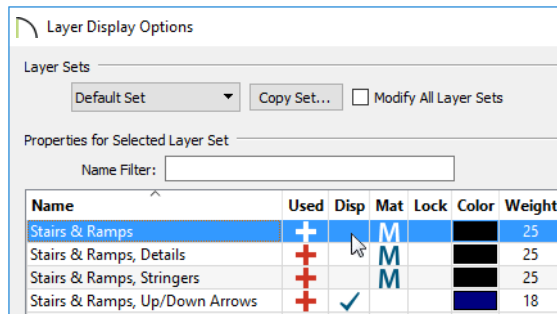 Layer Display Options
Layer Sets
Default Set Copy Set... Modify All Layer Sets
Properties for Selected Layer Set
Name Filter:
Name Used Disp Mat Lock Color Weight
Stairs & Ramps M 25
Stairs & Ramps, Details M 25
Stairs & Ramps, Stringers M 25
Stairs & Ramps, Up/Down Arrows 18